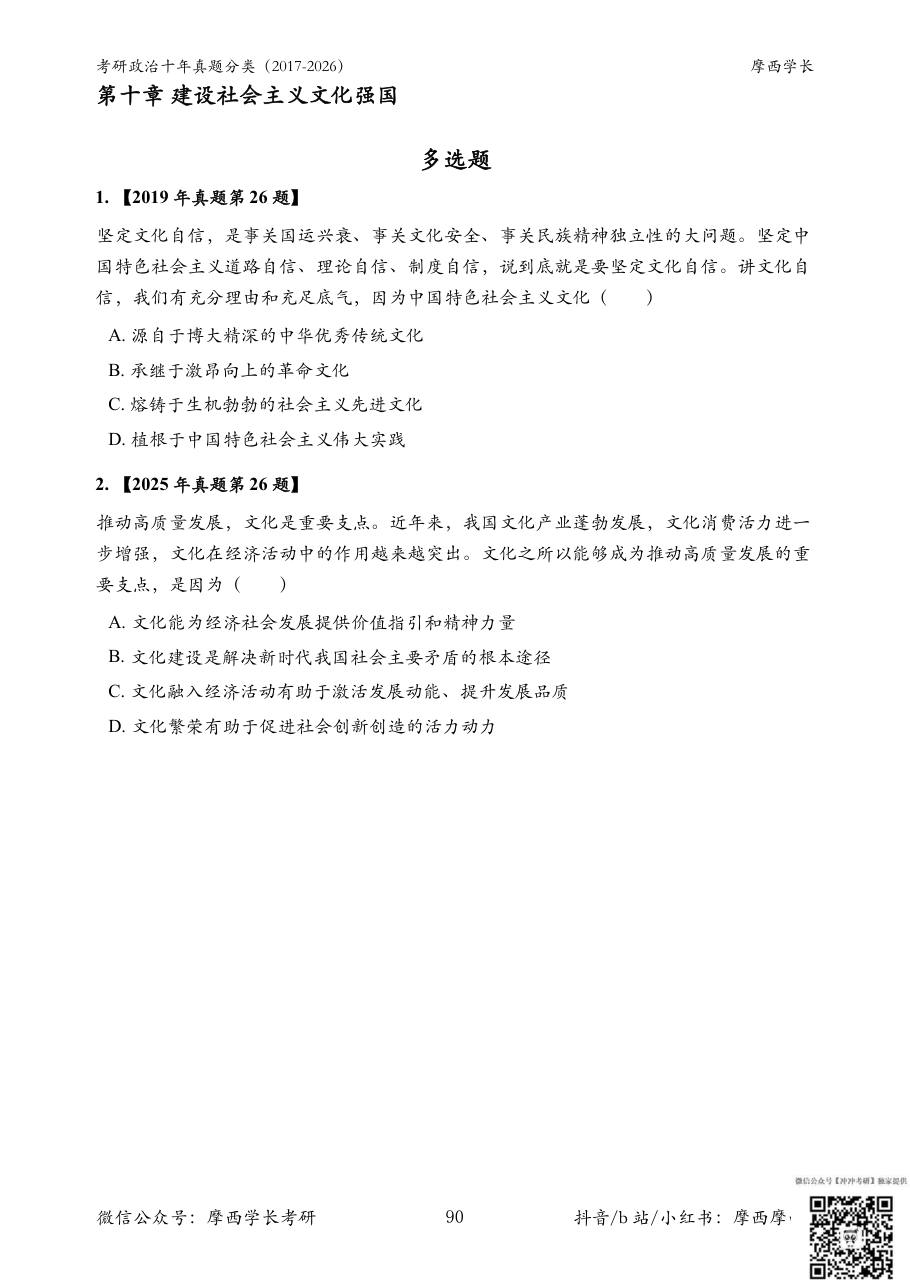 考研政治十年真题分类（2017-2026） 摩西学长
第十章 建设社会主义文化强国
多选题
1. 【2019 年真题第 26 题】
坚定文化自信，是事关国运兴衰、事关文化安全、事关民族精神独立性的大问题。坚定中
国特色社会主义道路自信、理论自信、制度自信，说到底就是要坚定文化自信。讲文化自
信，我们有充分理由和充足底气，因为中国特色社会主义文化（　　）
A. 源自于博大精深的中华优秀传统文化
B. 承继于激昂向上的革命文化
C. 熔铸于生机勃勃的社会主义先进文化
D. 植根于中国特色社会主义伟大实践
2. 【2025 年真题第 26 题】
推动高质量发展，文化是重要支点。近年来，我国文化产业蓬勃发展，文化消费活力进一
步增强，文化在经济活动中的作用越来越突出。文化之所以能够成为推动高质量发展的重
要支点，是因为（　　）
A. 文化能为经济社会发展提供价值指引和精神力量
B. 文化建设是解决新时代我国社会主要矛盾的根本途径
C. 文化融入经济活动有助于激活发展动能、提升发展品质
D. 文化繁荣有助于促进社会创新创造的活力动力
微信公众号【冲冲考研】独家提供
微信公众号：摩西学长考研 90 抖音/b 站/小红书：摩西摩